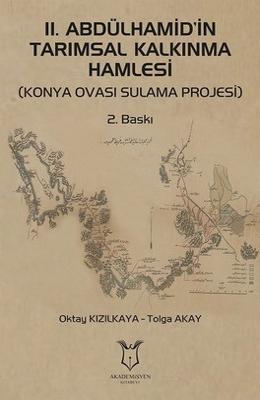 II. ABDÜLHAMİD'İN
TARIMSAL KALKINMA
HAMLESİ
(KONYA OVASI SULAMA PROJESİ)
2. Baskı
Oktay KIZILKAYA - Tolga AKAY
AKADEMİSYEN
KİTABEVİ